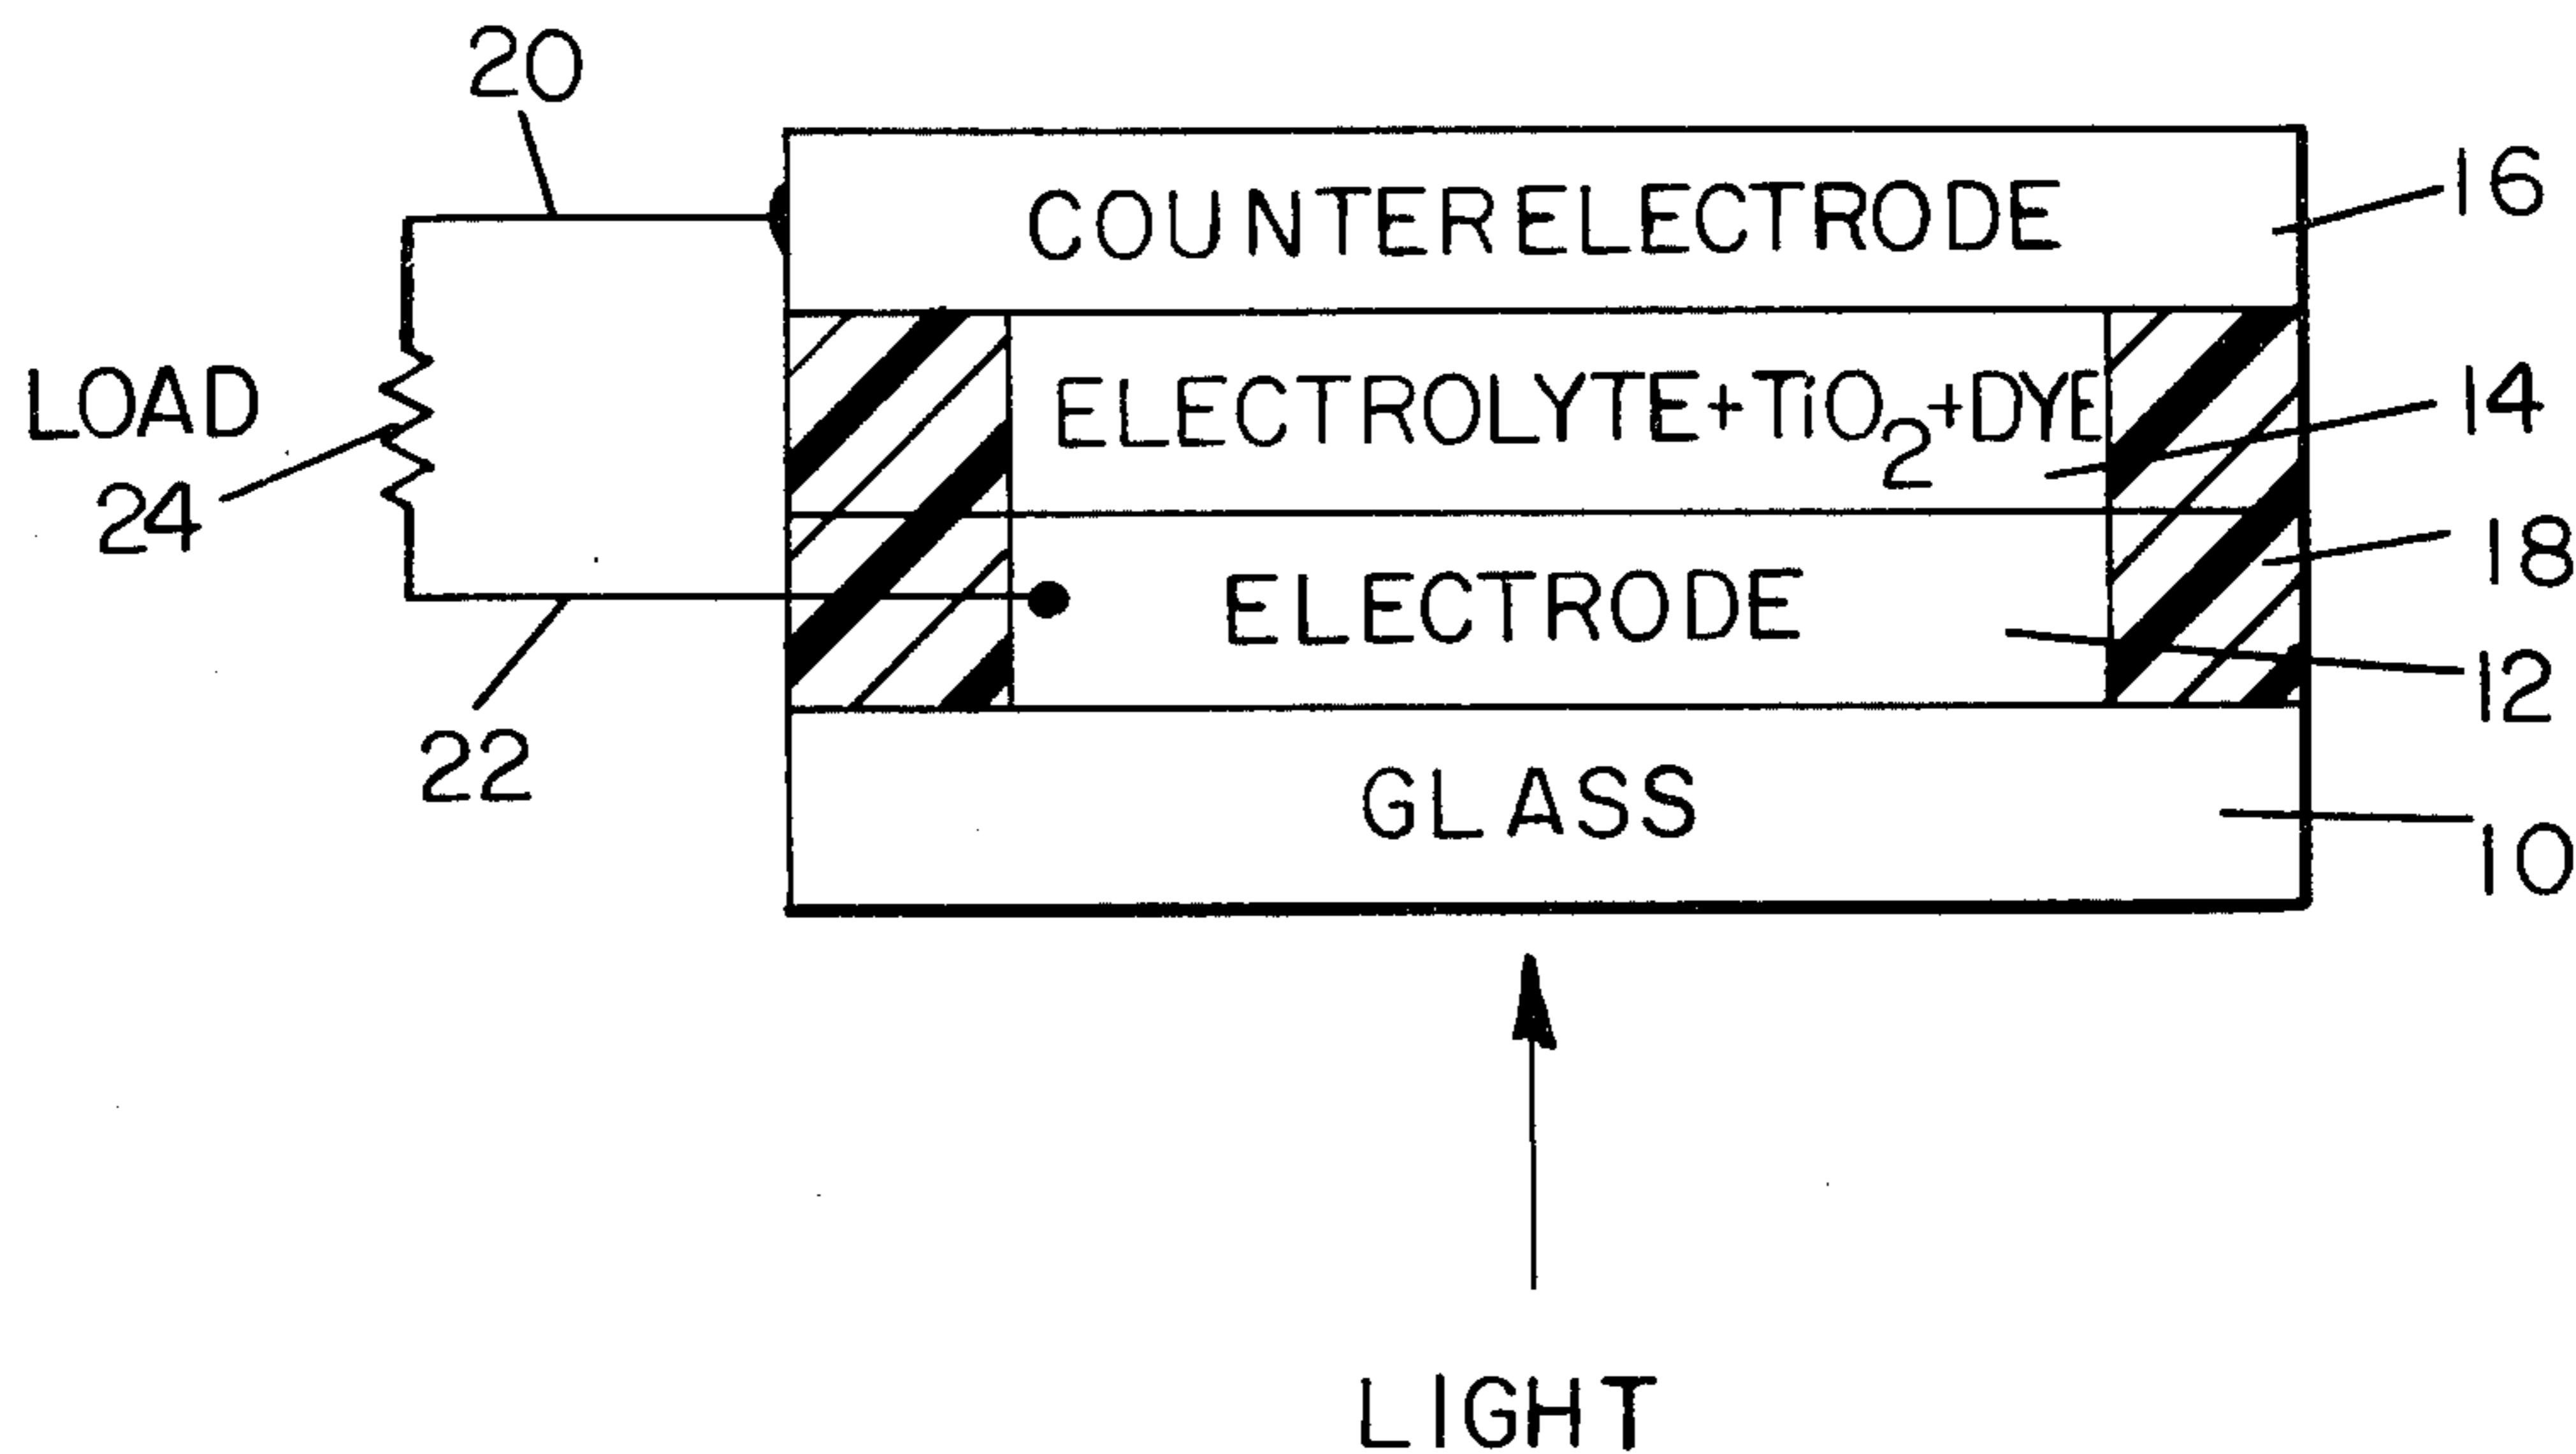 20
COUNTERELECTRODE
16
LOAD
24
ELECTROLYTE+TiO2+DYE
14
18
ELECTRODE
12
22
GLASS
10
LIGHT